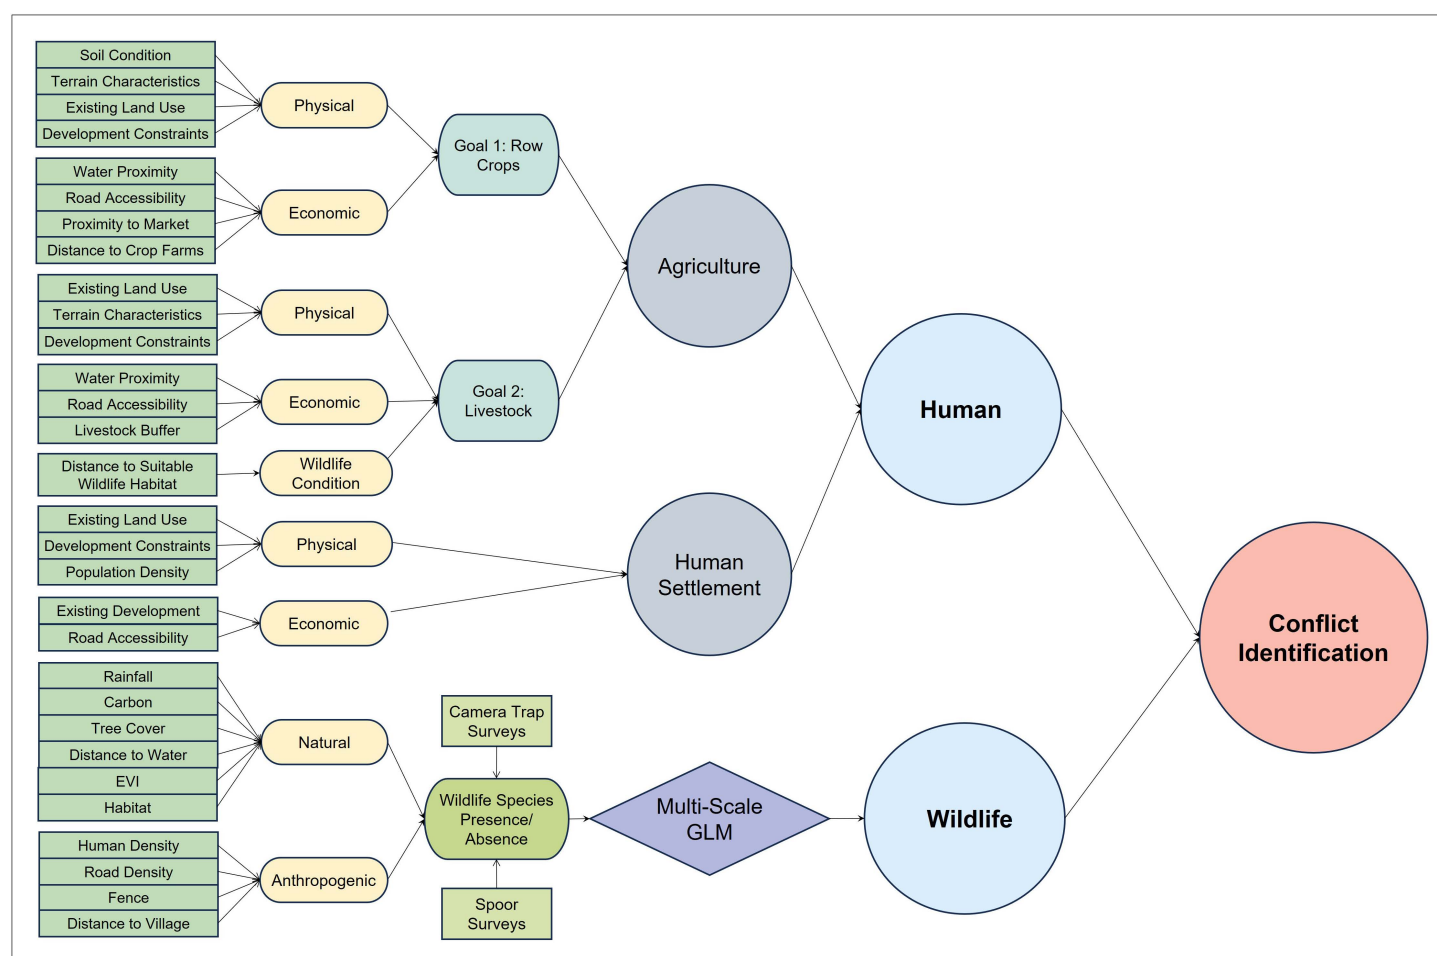 Soil Condition
Terrain Characteristics
Existing Land Use
Development Constraints
Physical
Water Proximity
Road Accessibility
Proximity to Market
Distance to Crop Farms
Economic
Goal 1: Row
Crops
Existing Land Use
Terrain Characteristics
Development Constraints
Physical
Water Proximity
Road Accessibility
Livestock Buffer
Economic
Distance to Suitable
Wildlife Habitat
Wildlife
Condition
Goal 2:
Livestock
Agriculture
Existing Land Use
Development Constraints
Population Density
Physical
Existing Development
Road Accessibility
Economic
Human
Settlement
Human
Rainfall
Carbon
Tree Cover
Distance to Water
EVI
Habitat
Natural
Human Density
Road Density
Fence
Distance to Village
Anthropogenic
Camera Trap
Surveys
Wildlife Species
Presence/
Absence
Spoor
Surveys
Multi-Scale
GLM
Wildlife
Conflict
Identification